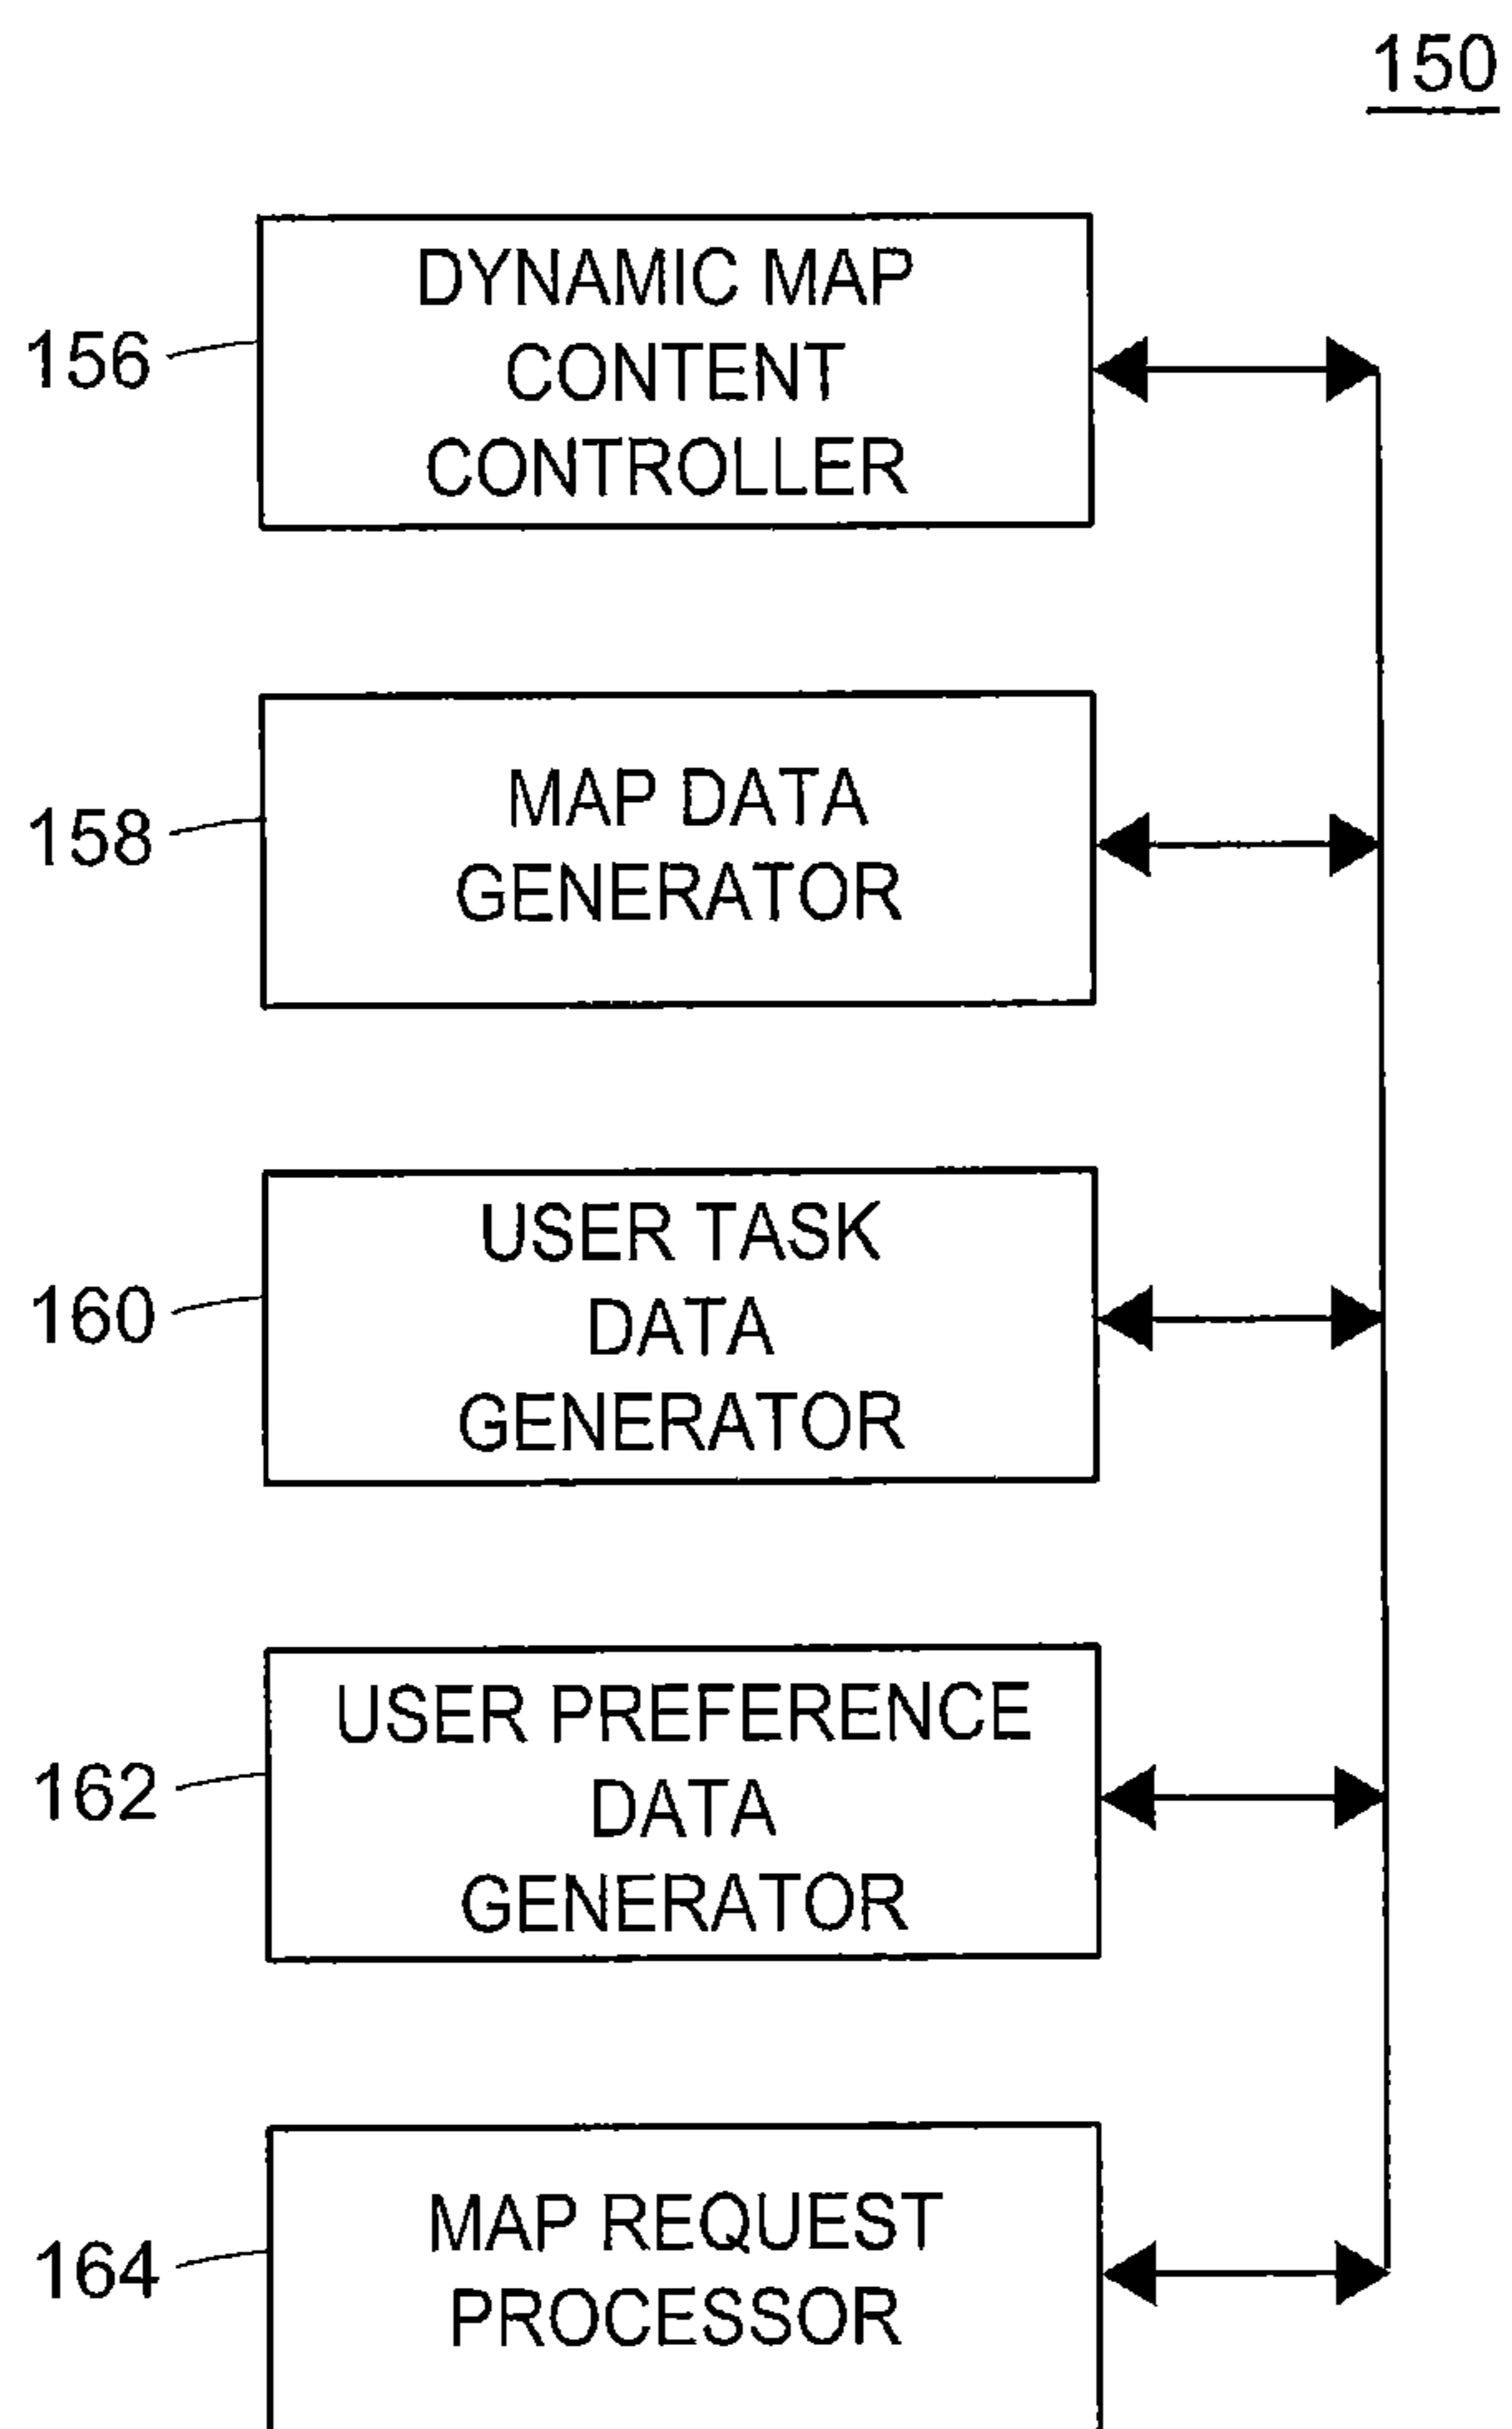 150
DYNAMIC MAP
CONTENT
CONTROLLER
156
MAP DATA
GENERATOR
158
USER TASK
DATA
GENERATOR
160
USER PREFERENCE
DATA
GENERATOR
162
MAP REQUEST
PROCESSOR
164